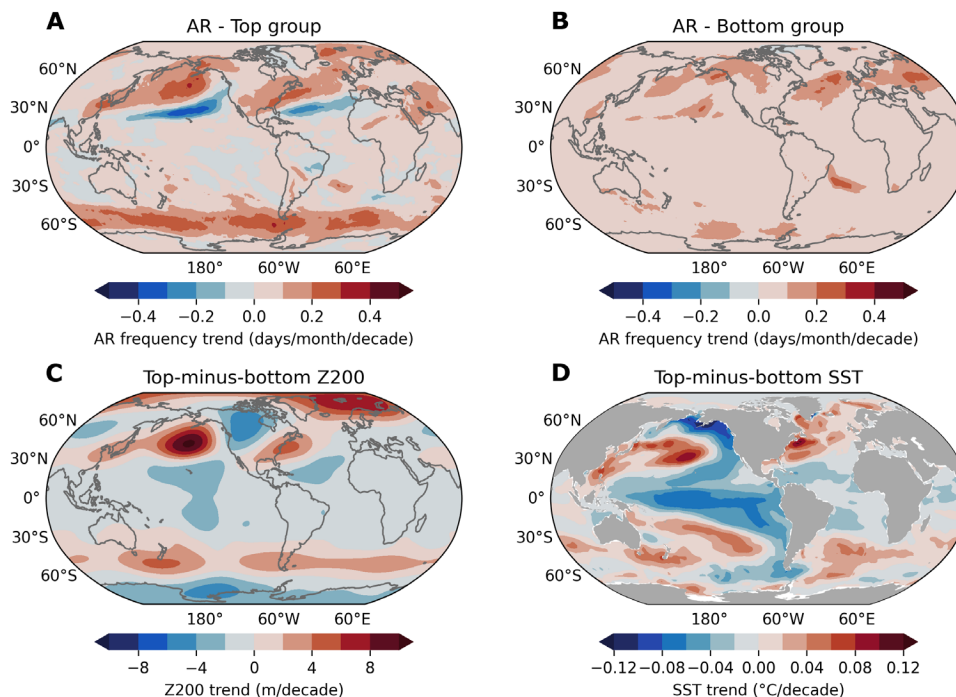 A
AR - Top group
60°N
30°N
0°
30°S
60°S
180°
60°W
60°E
−0.4
−0.2
0.0
0.2
0.4
AR frequency trend (days/month/decade)
B
AR - Bottom group
60°N
30°N
0°
30°S
60°S
180°
60°W
60°E
−0.4
−0.2
0.0
0.2
0.4
AR frequency trend (days/month/decade)
C
Top-minus-bottom Z200
60°N
30°N
0°
30°S
60°S
180°
60°W
60°E
−8
−4
0
4
8
Z200 trend (m/decade)
D
Top-minus-bottom SST
60°N
30°N
0°
30°S
60°S
180°
60°W
60°E
−0.12
−0.08
−0.04
0.00
0.04
0.08
0.12
SST trend (°C/decade)